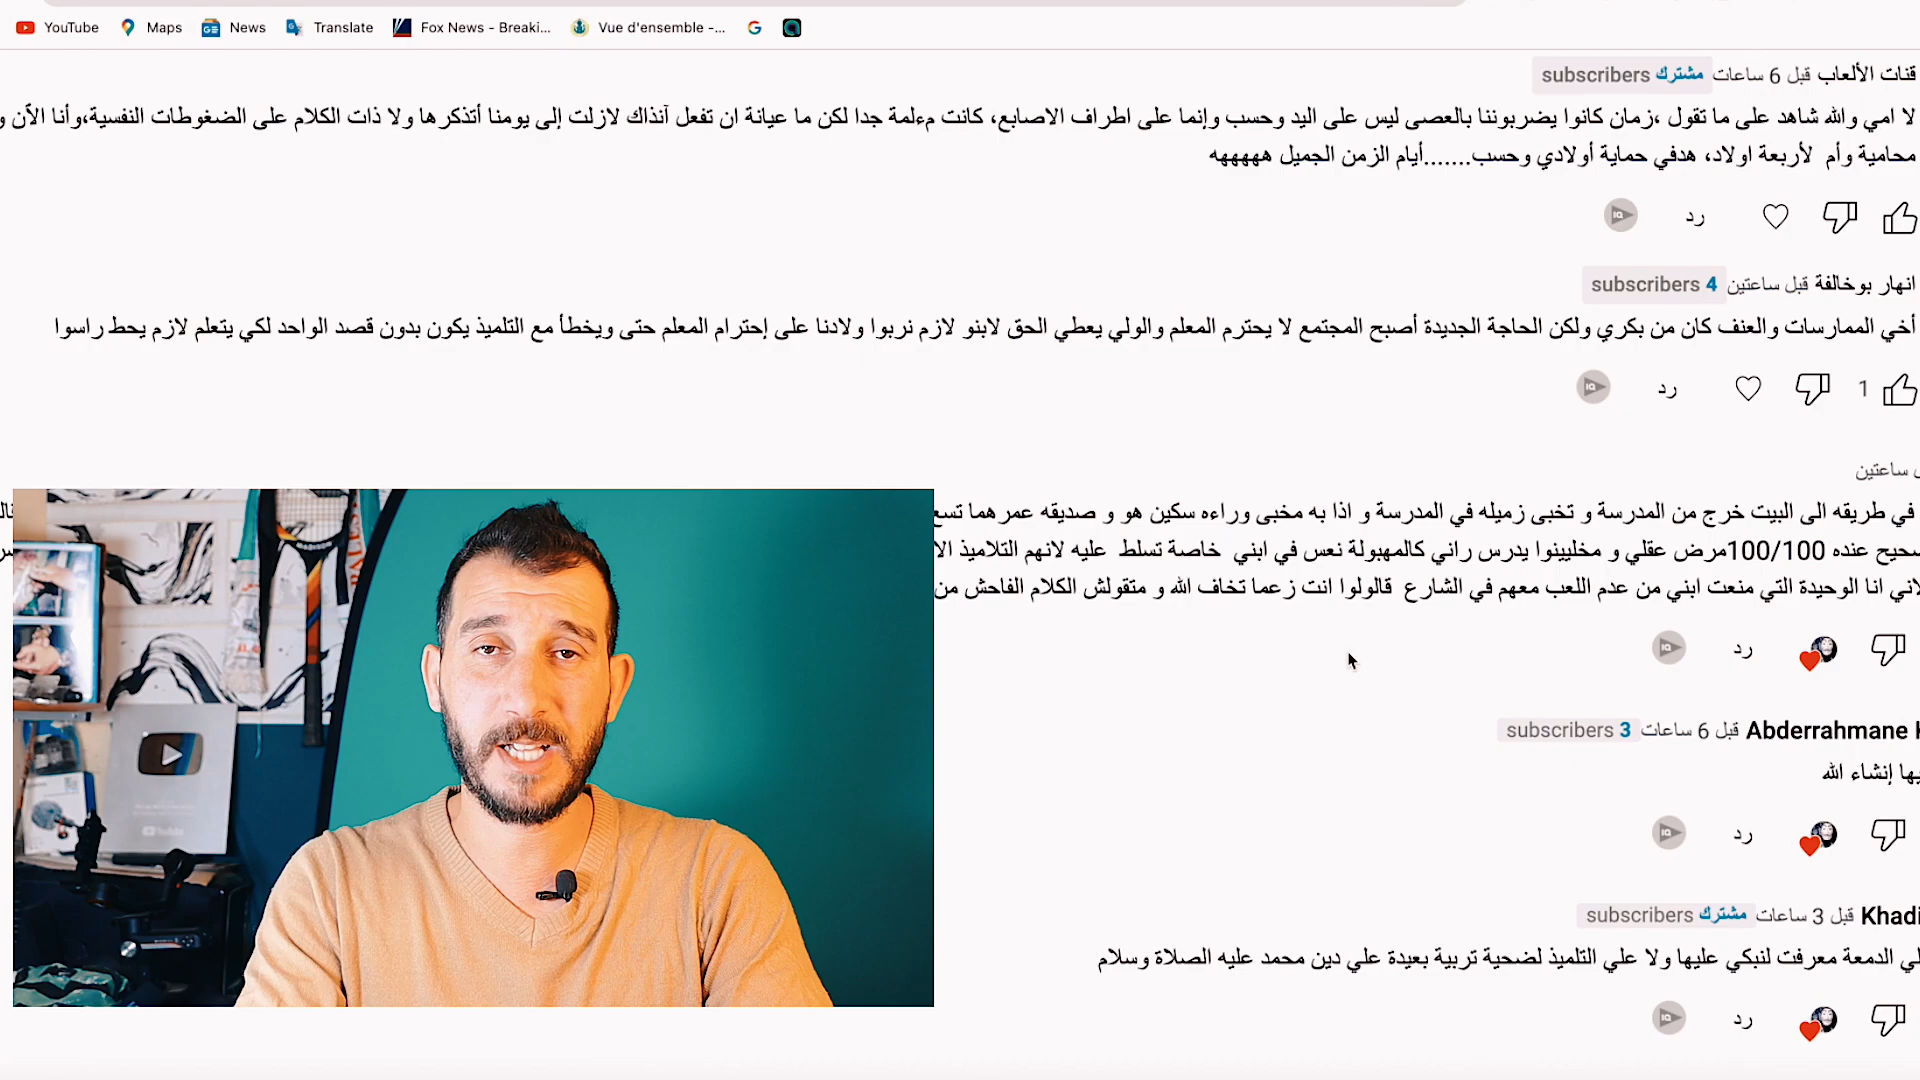 YouTube Maps News Translate Fox News - Breaki... Vue d'ensemble -...
قنات الألعاب قبل 6 ساعات مشترك subscribers
لا امي والله شاهد على ما تقول ،زمان كانوا يضربوننا بالعصى ليس على اليد وحسب وإنما على اطراف الاصابع، كانت مءلمة جدا لكن ما عيانة ان تفعل آنذاك لازلت إلى يومنا أتذكرها ولا ذات الكلام على الضغوطات النفسية،وأنا الآن و
محامية وأم لأربعة اولاد، هدفي حماية أولادي وحسب.......أيام الزمن الجميل هههههه
رد
انهار بوخالفة قبل ساعتين 4 subscribers
أخي الممارسات والعنف كان من بكري ولكن الحاجة الجديدة أصبح المجتمع لا يحترم المعلم والولي يعطي الحق لابنو لازم نربوا ولادنا على إحترام المعلم حتى ويخطأ مع التلميذ يكون بدون قصد الواحد لكي يتعلم لازم يحط راسوا
رد 1
ساعتين
في طريقه الى البيت خرج من المدرسة و تخبى زميله في المدرسة و اذا به مخبى وراءه سكين هو و صديقه عمرهما تسع
عنده 100/100مرض عقلي و مخليينوا يدرس راني كالمهبولة نعس في ابني خاصة تسلط عليه لانهم التلاميذ الا
انا الوحيدة التي منعت ابني من عدم اللعب معهم في الشارع قالولوا انت زعما تخاف الله و متقولش الكلام الفاحش من
رد
Abderrahmane قبل 6 ساعات 3 subscribers
إنشاء الله
رد
Khadi قبل 3 ساعات مشترك subscribers
الدمعة معرفت لنبكي عليها ولا علي التلميذ لضحية تربية بعيدة علي دين محمد عليه الصلاة وسلام
رد
YouTube